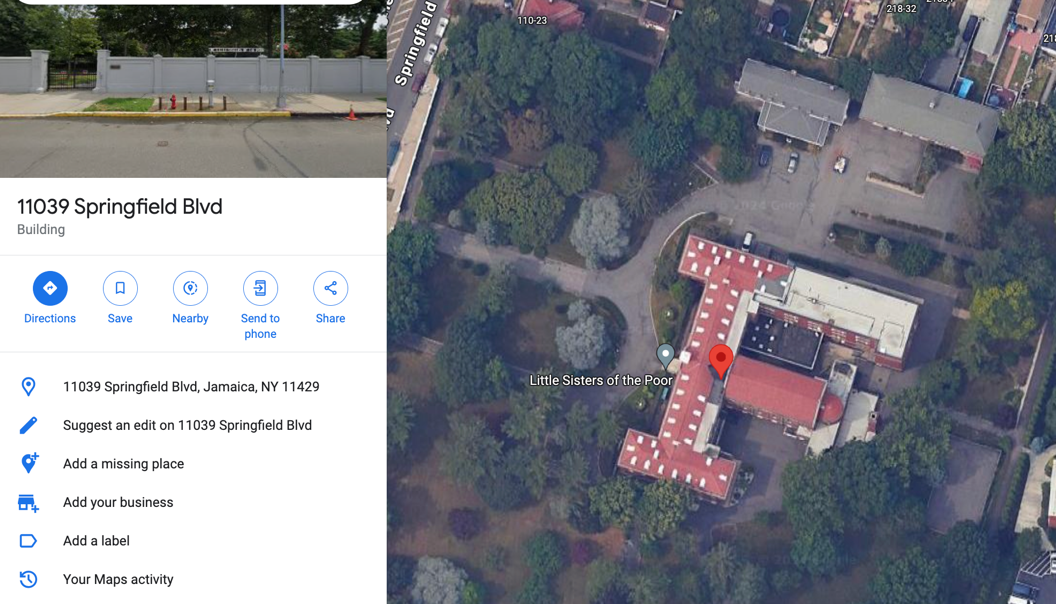 11039 Springfield Blvd
Building
Directions
Save
Nearby
Send to
phone
Share
11039 Springfield Blvd, Jamaica, NY 11429
Suggest an edit on 11039 Springfield Blvd
Add a missing place
Add your business
Add a label
Your Maps activity
Springfield
110-23
218-32
Little Sisters of the Poor